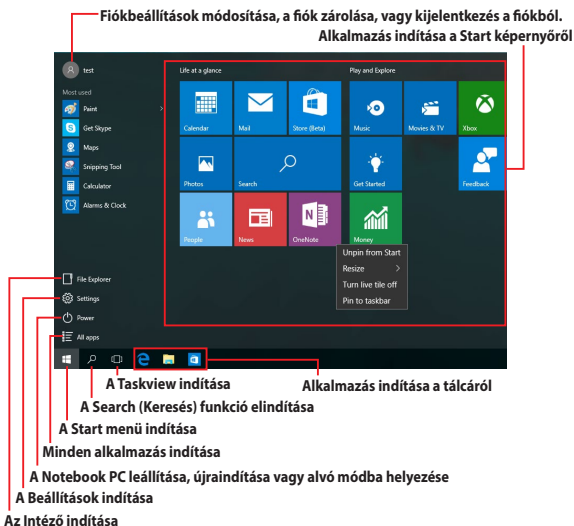 Fiókbeállítások módosítása, a fiók zárolása, vagy kijelentkezés a fiókból.
Alkalmazás indítása a Start képernyőről
test
Life at a glance
Play and Explore
Most used
Paint
Get Skype
Maps
Snipping Tool
Calculator
Alarms & Clock
Calendar
Mail
Store (Beta)
Music
Movies & TV
Xbox
Photos
Search
Get Started
Feedback
People
News
OneNote
Money
Unpin from Start
Resize
Turn live tile off
Pin to taskbar
File Explorer
Settings
Power
All apps
A Taskview indítása
Alkalmazás indítása a tálcáról
A Search (Keresés) funkció elindítása
A Start menü indítása
Minden alkalmazás indítása
A Notebook PC leállítása, újraindítása vagy alvó módba helyezése
A Beállítások indítása
Az Intéző indítása